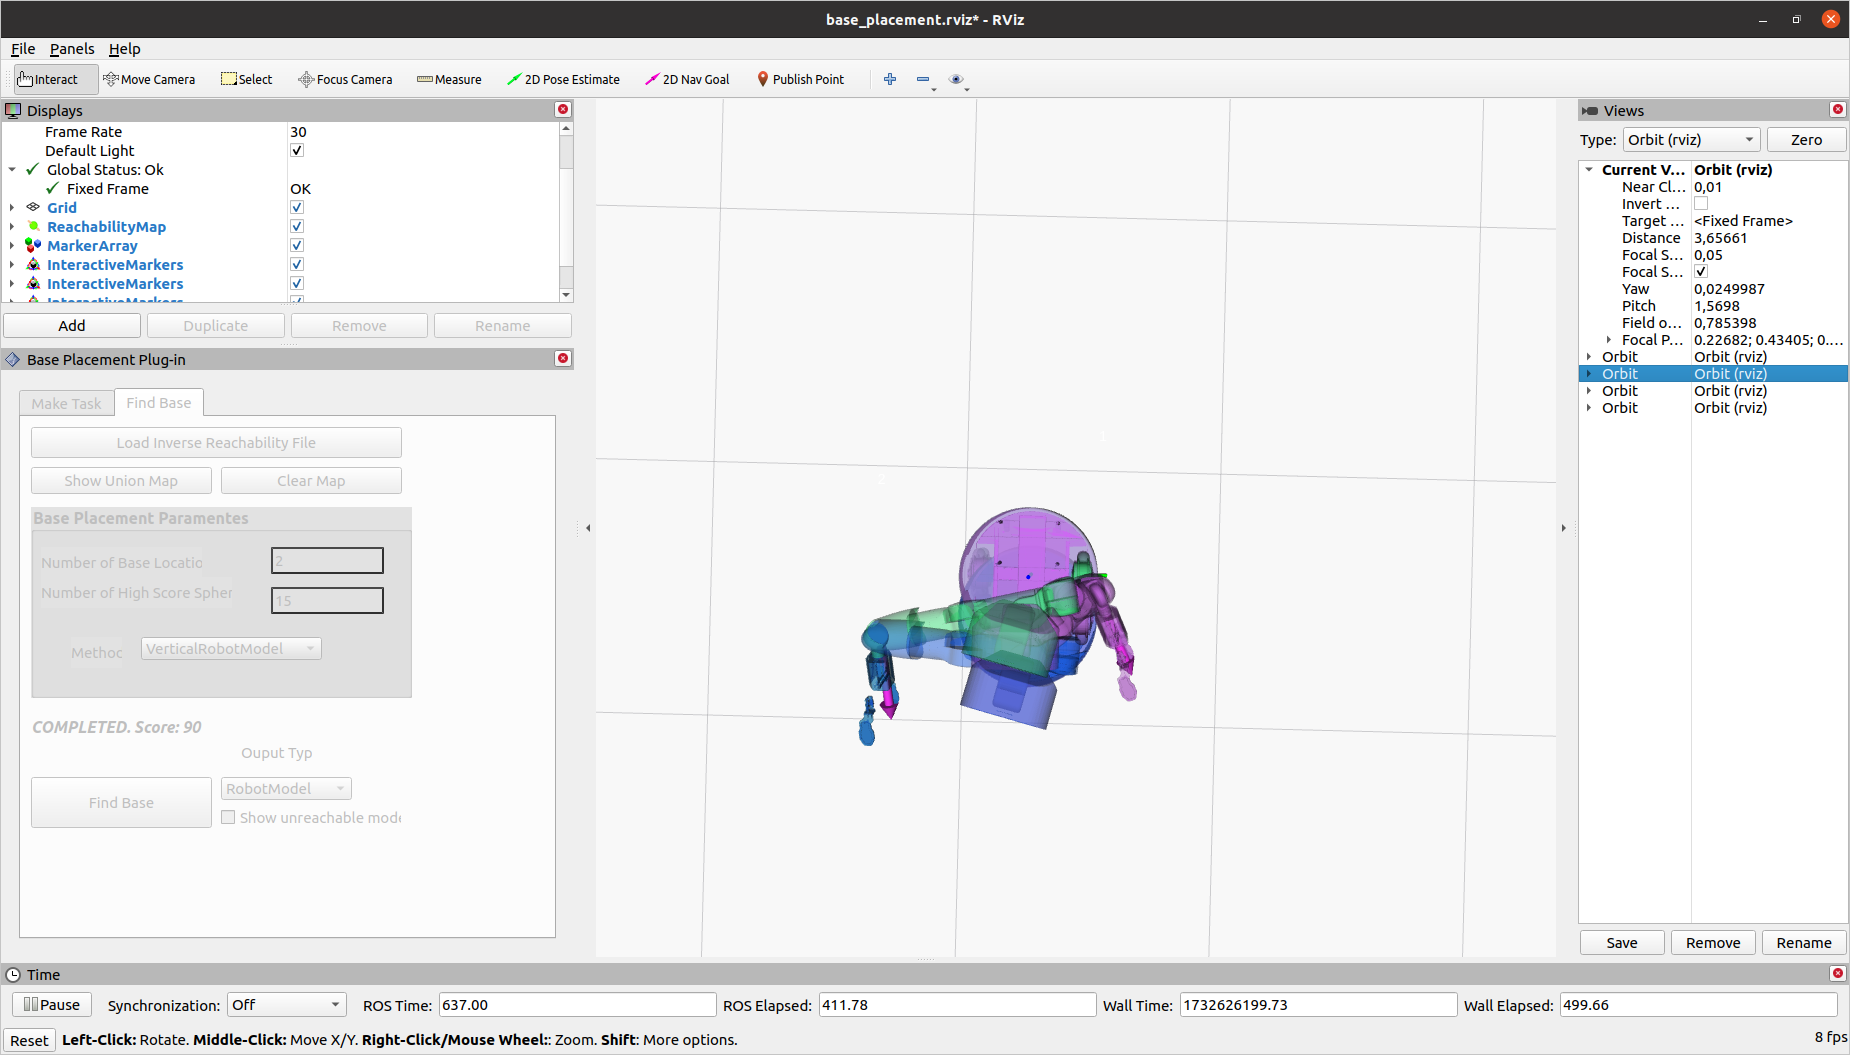 base_placement.rviz* - RViz
File Panels Help
Interact Move Camera Select Focus Camera Measure 2D Pose Estimate 2D Nav Goal Publish Point
Displays
Frame Rate 30
Default Light
Global Status: Ok
Fixed Frame OK
Grid
ReachabilityMap
MarkerArray
InteractiveMarkers
InteractiveMarkers
InteractiveMarkers
Add Duplicate Remove Rename
Base Placement Plug-in
Make Task Find Base
Load Inverse Reachability File
Show Union Map Clear Map
Base Placement Paramentes
Number of Base Locatio 2
Number of High Score Spher 15
Method VerticalRobotModel
COMPLETED. Score: 90
Ouput Typ
Find Base RobotModel
Show unreachable mode
Views
Type: Orbit (rviz) Zero
Current V... Orbit (rviz)
Near Cl... 0,01
Invert ...
Target ... <Fixed Frame>
Distance 3,65661
Focal S... 0,05
Focal S...
Yaw 0,0249987
Pitch 1,5698
Field o... 0,785398
Focal P... 0.22682; 0.43405; 0....
Orbit Orbit (rviz)
Orbit Orbit (rviz)
Orbit Orbit (rviz)
Orbit Orbit (rviz)
Save Remove Rename
Time
Pause Synchronization: Off ROS Time: 637.00 ROS Elapsed: 411.78 Wall Time: 1732626199.73 Wall Elapsed: 499.66
Reset Left-Click: Rotate. Middle-Click: Move X/Y. Right-Click/Mouse Wheel:: Zoom. Shift: More options. 8 fps